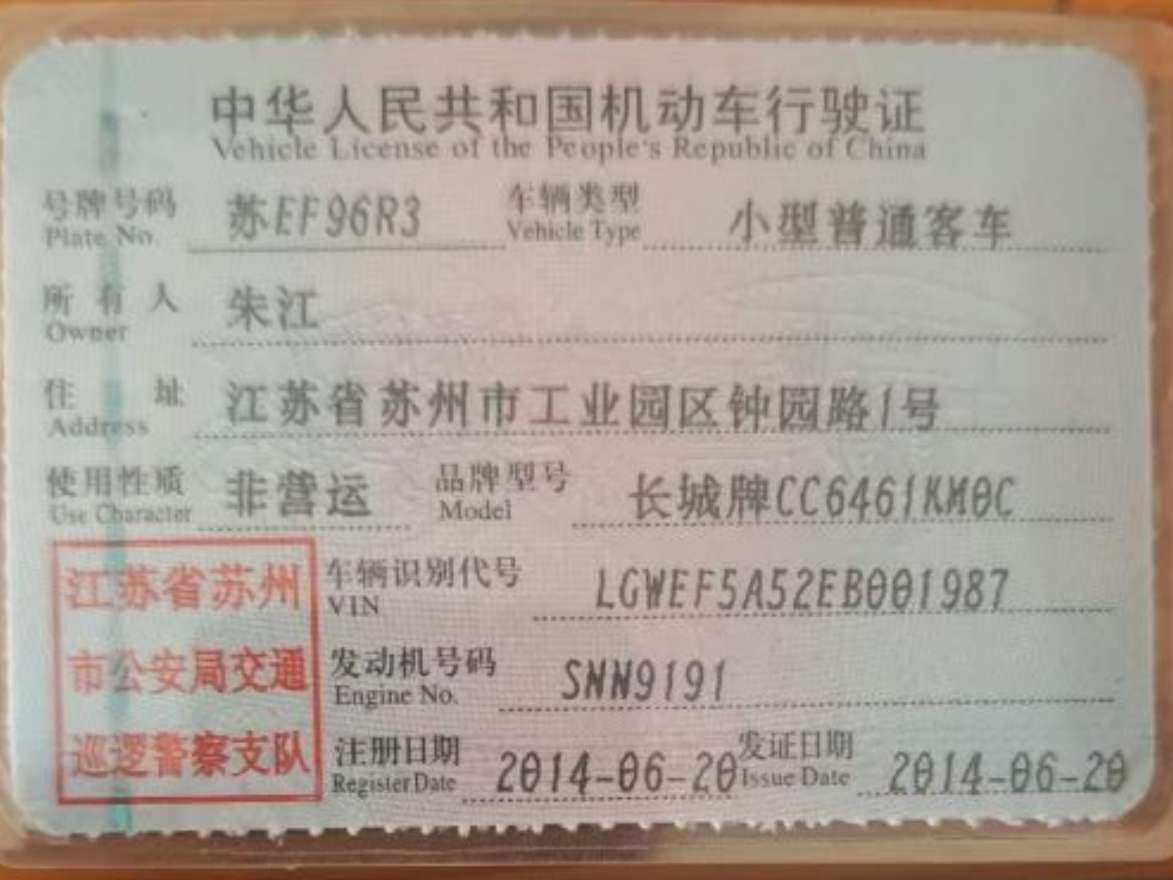 中华人民共和国机动车行驶证
Vehicle License of the People's Republic of China
号牌号码 苏EF96R3 车辆类型 小型普通客车
Plate No. Vehicle Type
所有人 朱江
Owner
住址 江苏省苏州市工业园区钟园路1号
Address
使用性质 非营运 品牌型号 长城牌CC6461KM0C
Use Character Model
江苏省苏州
市公安局交通
巡逻警察支队
车辆识别代号 LGWEF5A52EB001987
VIN
发动机号码 SNN9191
Engine No.
注册日期 2014-06-20 发证日期 2014-06-20
Register Date Issue Date